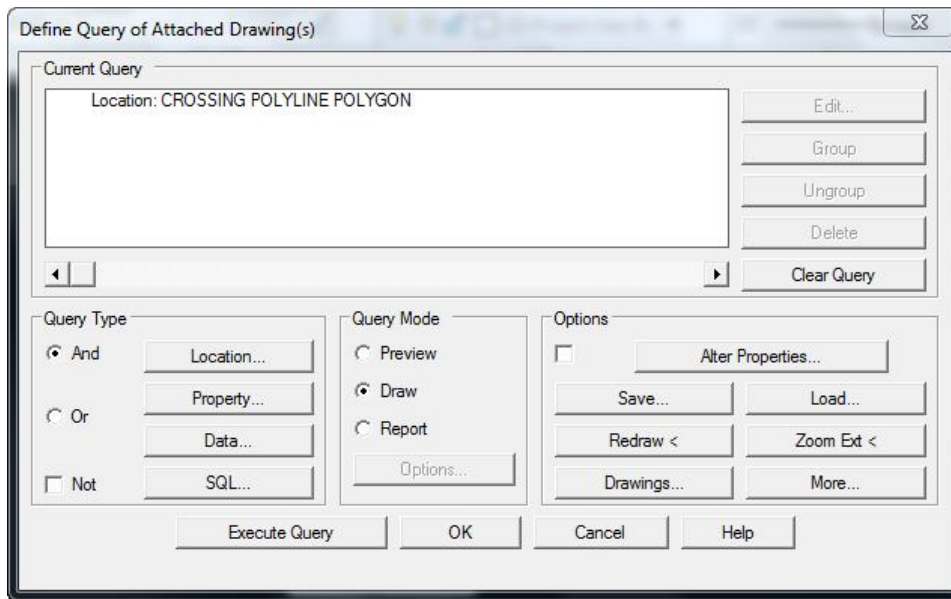 Define Query of Attached Drawing(s)
Current Query
Location: CROSSING POLYLINE POLYGON
Edit...
Group
Ungroup
Delete
Clear Query
Query Type
And
Or
Not
Location...
Property...
Data...
SQL...
Query Mode
Preview
Draw
Report
Options...
Options
Alter Properties...
Save...
Load...
Redraw <
Zoom Ext <
Drawings...
More...
Execute Query
OK
Cancel
Help